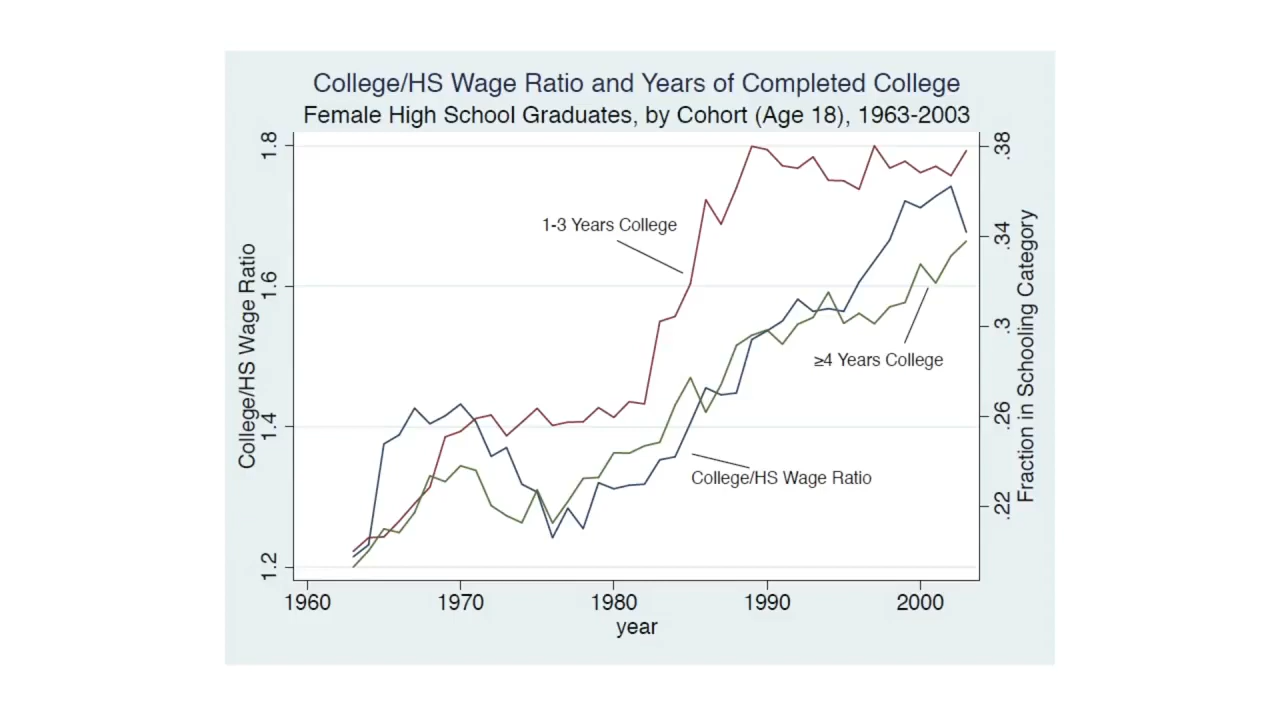 College/HS Wage Ratio and Years of Completed College
Female High School Graduates, by Cohort (Age 18), 1963-2003
College/HS Wage Ratio
1.8
1.6
1.4
1.2
1-3 Years College
≥4 Years College
College/HS Wage Ratio
.38
.34
.3
.26
.22
Fraction in Schooling Category
1960 1970 1980 1990 2000
year